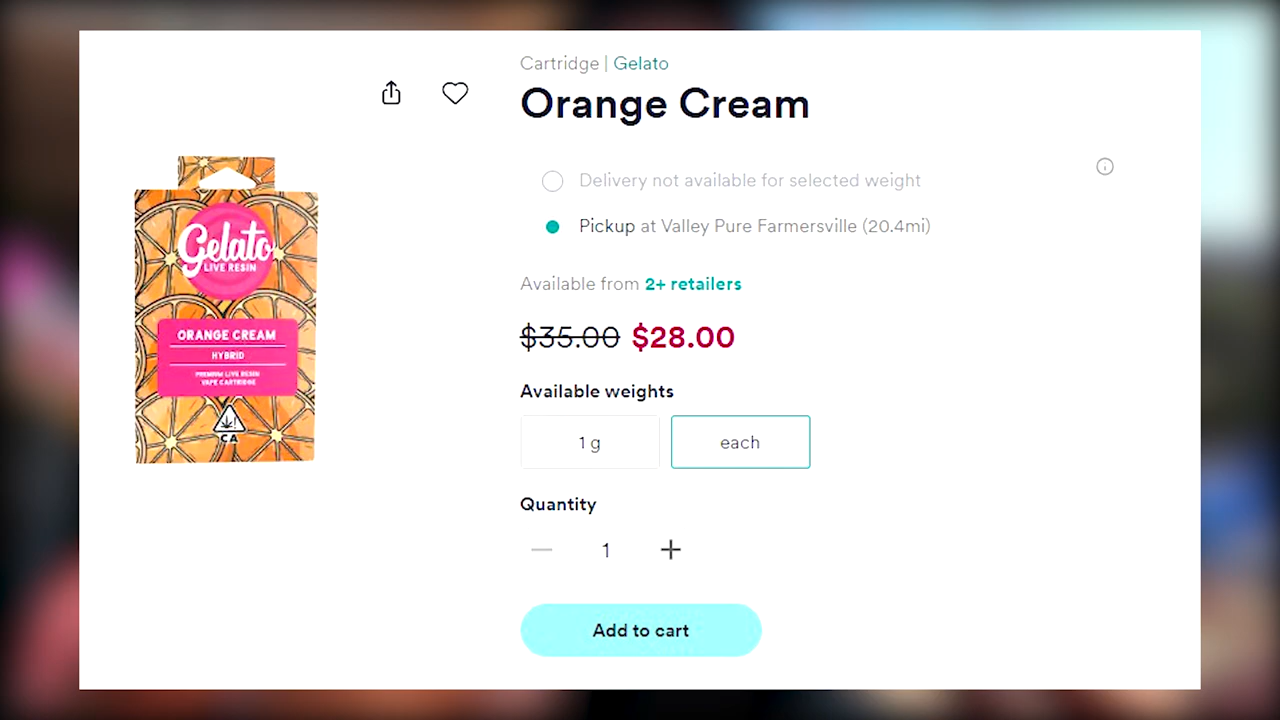 Cartridge | Gelato
Orange Cream
Delivery not available for selected weight
Pickup at Valley Pure Farmersville (20.4mi)
Available from 2+ retailers
$35.00 $28.00
Available weights
1 g
each
Quantity
1
Add to cart
Gelato
LIVE RESIN
ORANGE CREAM
HYBRID
PREMIUM LIVE RESIN
VAPE CARTRIDGE
CA